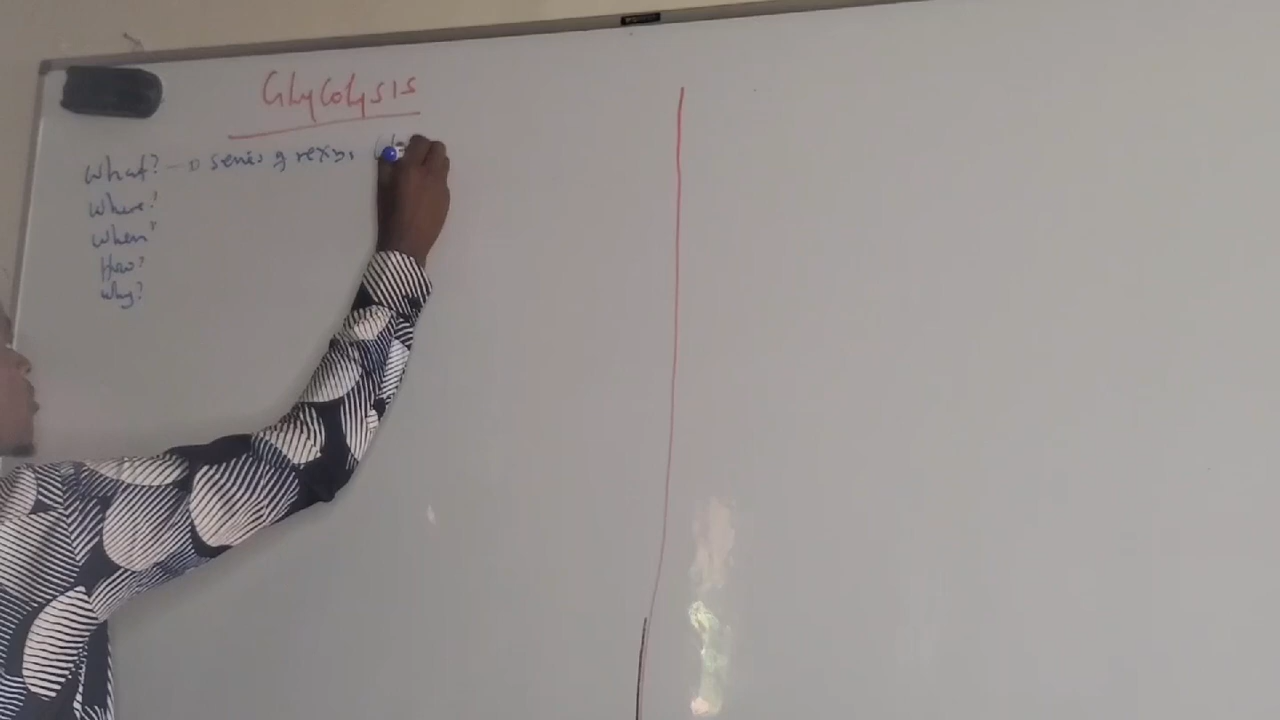 Glycolysis
What? → series of rexns
Where?
When?
How?
Why?